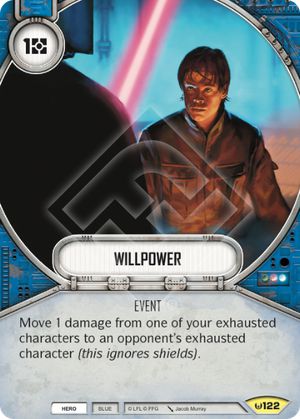 1
WILLPOWER
EVENT
Move 1 damage from one of your exhausted
characters to an opponent's exhausted
character (this ignores shields).
HERO BLUE © LFL © FFG Jacob Murray 122